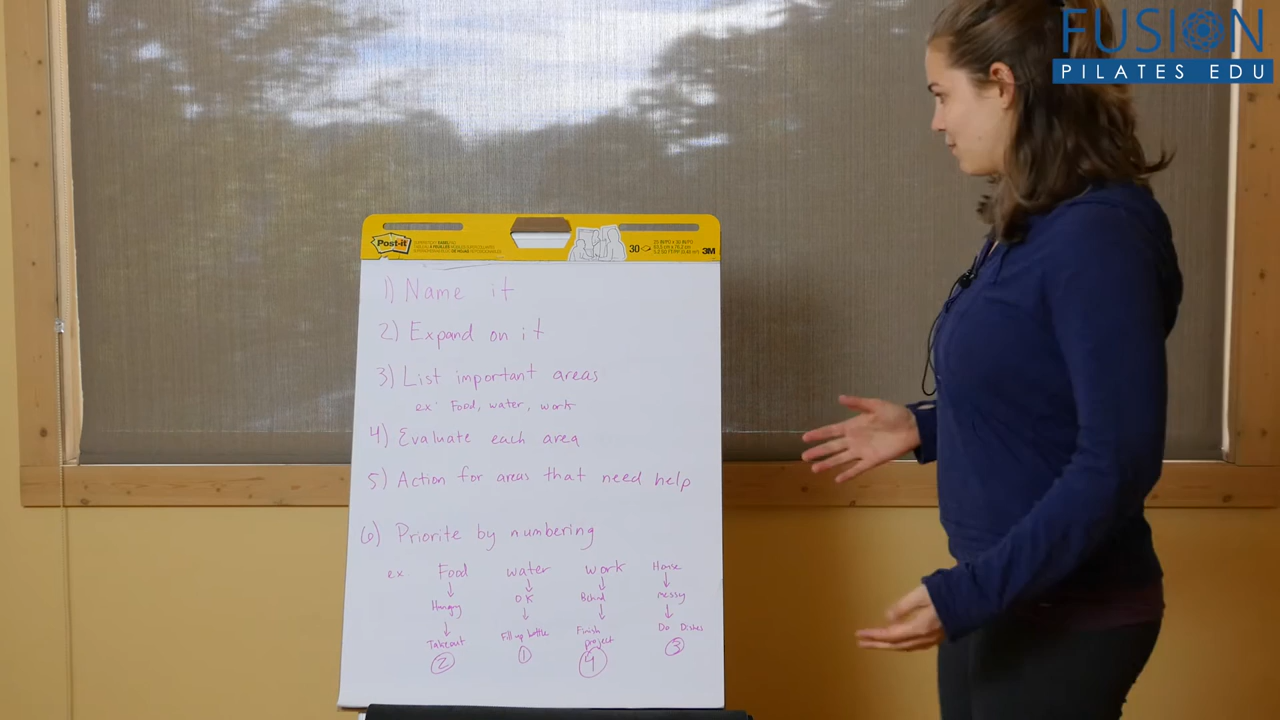 FUSION
PILATES EDU
Post-it
30
3M
1) Name it
2) Expand on it
3) List important areas
ex: Food, water, work
4) Evaluate each area
5) Action for areas that need help
6) Priorite by numbering
ex. Food water work House
Hungry OK Behind messy
Takeout Fill up bottle Finish project Do Dishes
2 1 4 3